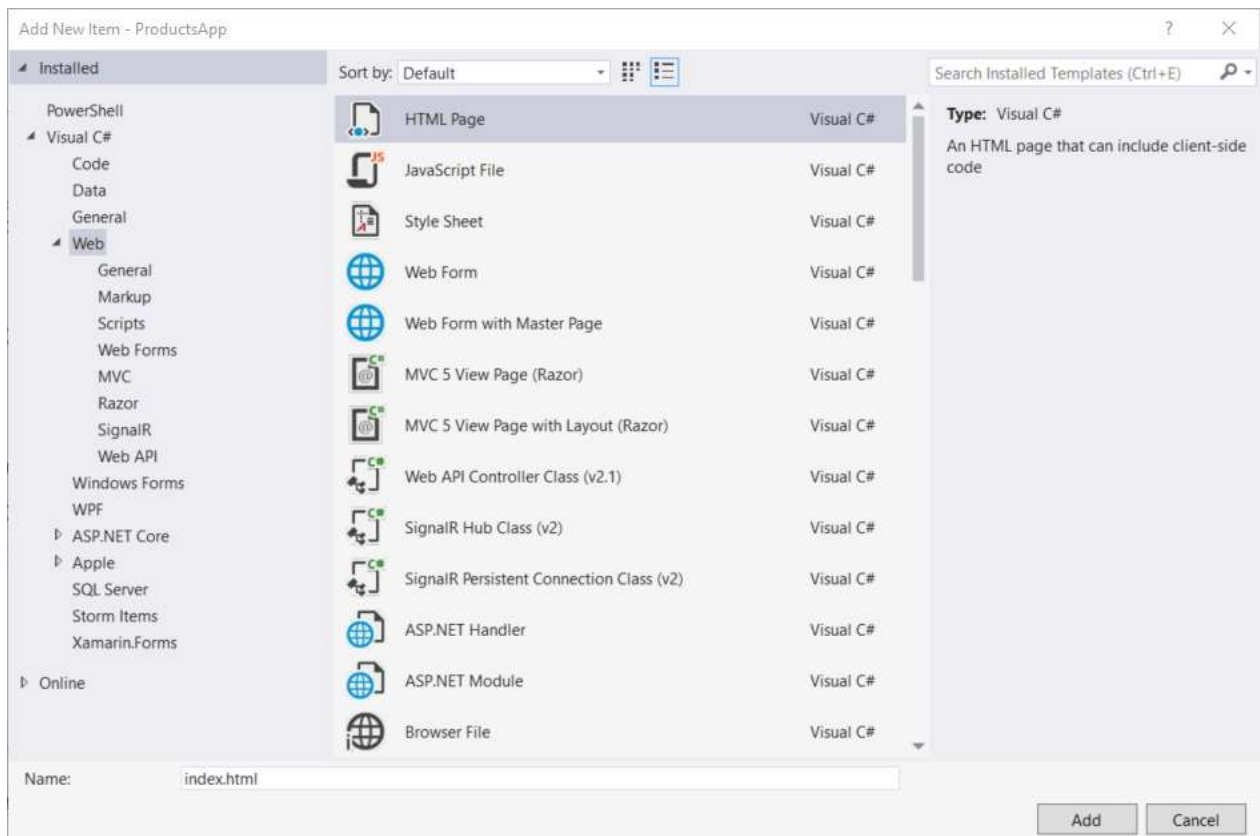 Add New Item - ProductsApp
?
Installed
Sort by: Default
Search Installed Templates (Ctrl+E)
PowerShell
Visual C#
Code
Data
General
Web
General
Markup
Scripts
Web Forms
MVC
Razor
SignalR
Web API
Windows Forms
WPF
ASP.NET Core
Apple
SQL Server
Storm Items
Xamarin.Forms
Online
HTML Page Visual C#
JavaScript File Visual C#
Style Sheet Visual C#
Web Form Visual C#
Web Form with Master Page Visual C#
MVC 5 View Page (Razor) Visual C#
MVC 5 View Page with Layout (Razor) Visual C#
Web API Controller Class (v2.1) Visual C#
SignalR Hub Class (v2) Visual C#
SignalR Persistent Connection Class (v2) Visual C#
ASP.NET Handler Visual C#
ASP.NET Module Visual C#
Browser File Visual C#
Type: Visual C#
An HTML page that can include client-side
code
Name: index.html
Add Cancel